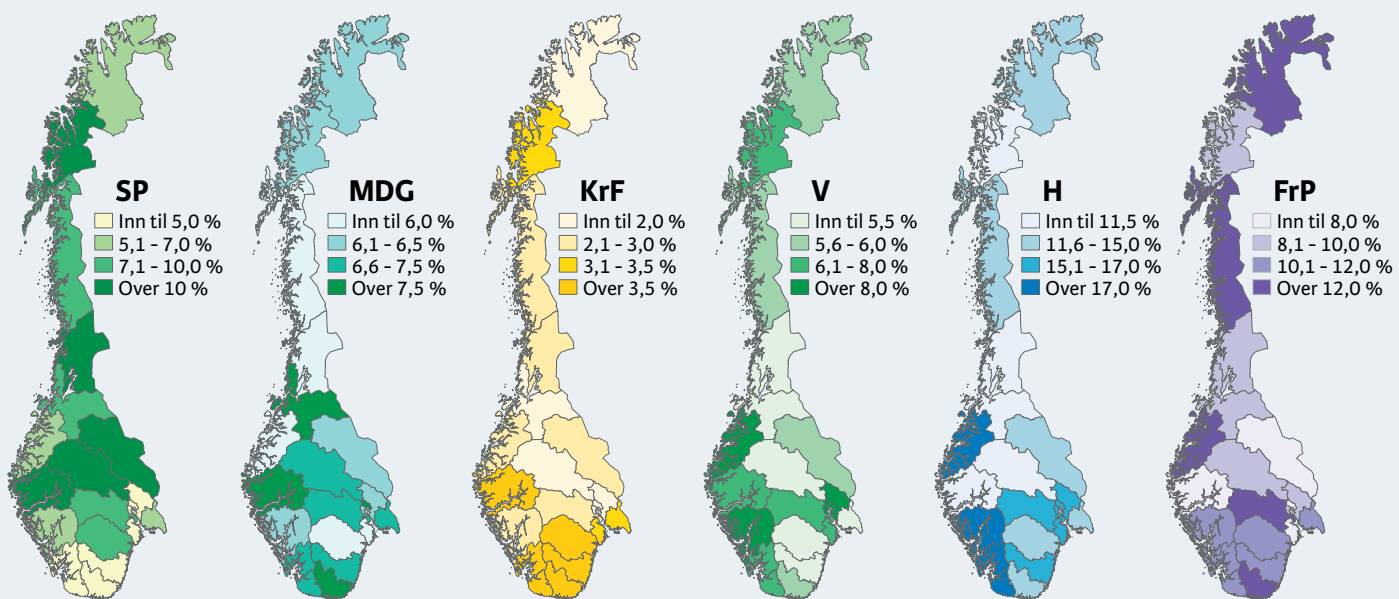 SP
Inn til 5,0 %
5,1 - 7,0 %
7,1 - 10,0 %
Over 10 %
MDG
Inn til 6,0 %
6,1 - 6,5 %
6,6 - 7,5 %
Over 7,5 %
KrF
Inn til 2,0 %
2,1 - 3,0 %
3,1 - 3,5 %
Over 3,5 %
V
Inn til 5,5 %
5,6 - 6,0 %
6,1 - 8,0 %
Over 8,0 %
H
Inn til 11,5 %
11,6 - 15,0 %
15,1 - 17,0 %
Over 17,0 %
FrP
Inn til 8,0 %
8,1 - 10,0 %
10,1 - 12,0 %
Over 12,0 %